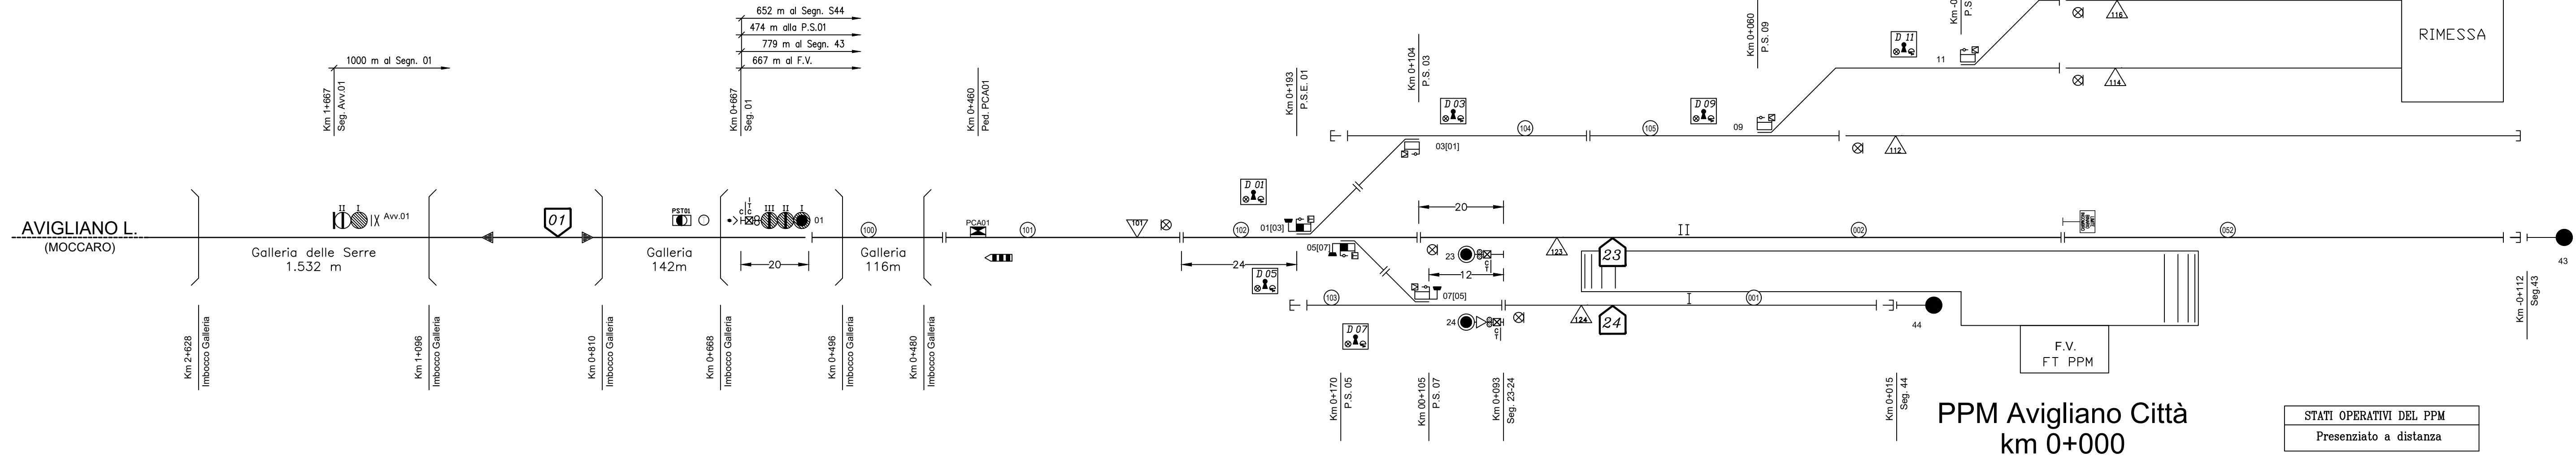 652 m al Segn. S44
474 m alla P.S.01
779 m al Segn. 43
667 m al F.V.
1000 m al Segn. 01
Km 1+667
Seg. Avv.01
Km 0+667
Seg. 01
Km 0+460
Ped. PCA01
Km 0+193
P.S.E. 01
Km 0+104
P.S. 03
Km 0+060
P.S. 09
Km -0
P.S
D 11
11
116
114
RIMESSA
D 03
104
D 09
105
09
112
03[01]
AVIGLIANO L.
(MOCCARO)
II
I
Avv.01
01
PST01
C
I
T
C
III
II
I
01
100
PCA01
101
101
102
D 01
01[03]
05[07]
20
II
002
052
43
Galleria delle Serre
1.532 m
Galleria
142m
20
Galleria
116m
24
D 05
23
C
T
12
123
23
103
07[05]
I
001
44
D 07
24
C
T
124
24
Km 2+628
Imbocco Galleria
Km 1+096
Imbocco Galleria
Km 0+810
Imbocco Galleria
Km 0+668
Imbocco Galleria
Km 0+496
Imbocco Galleria
Km 0+480
Imbocco Galleria
Km 0+170
P.S. 05
Km 00+105
P.S. 07
Km 0+093
Seg. 23-24
Km 0+015
Seg. 44
Km -0+112
Seg.43
F.V.
FT PPM
PPM Avigliano Città
km 0+000
STATI OPERATIVI DEL PPM
Presenziato a distanza